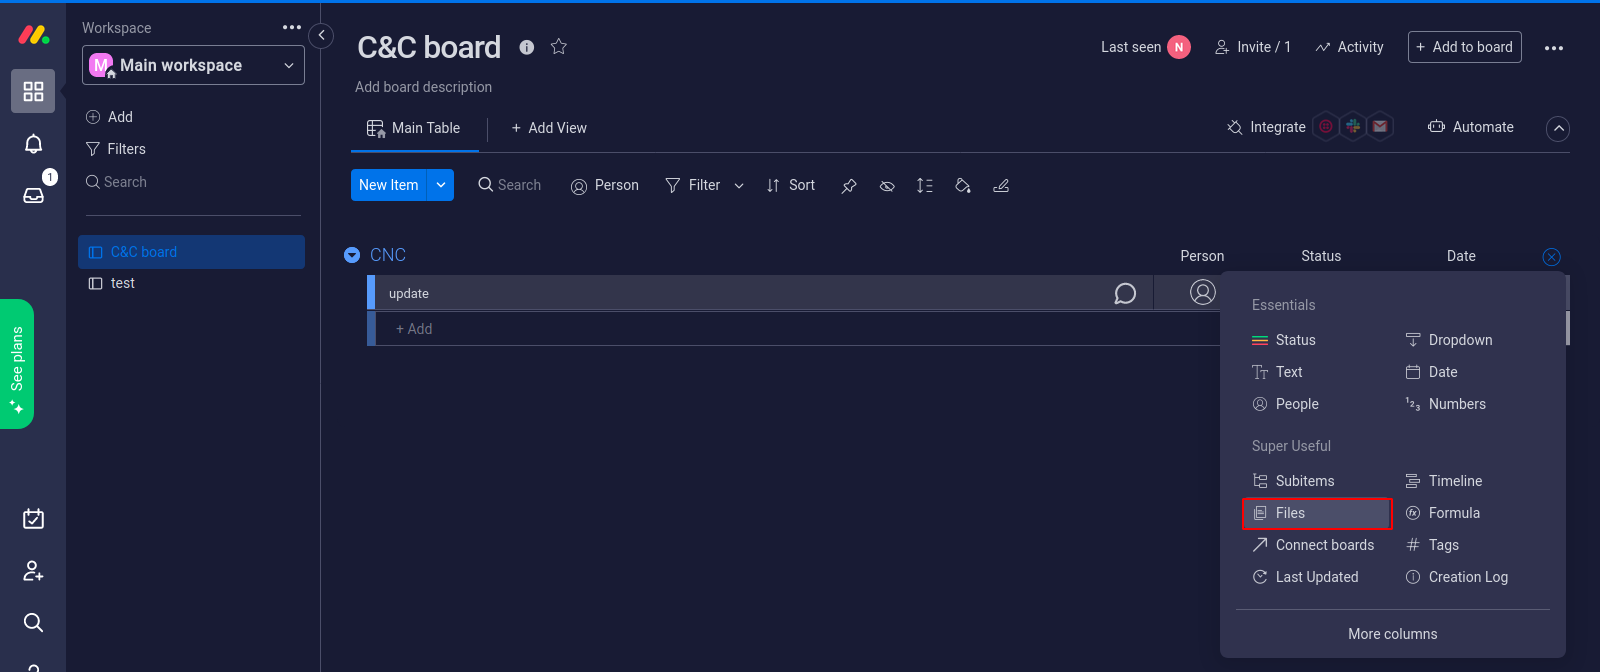 Workspace
M
Main workspace
Add
Filters
Search
1
C&C board
test
See plans
C&C board
Add board description
Last seen
N
Invite / 1
Activity
+ Add to board
Main Table
+ Add View
Integrate
Automate
New Item
Search
Person
Filter
Sort
CNC
Person
Status
Date
update
+ Add
Essentials
Status
Dropdown
Text
Date
People
Numbers
Super Useful
Subitems
Timeline
Files
Formula
Connect boards
Tags
Last Updated
Creation Log
More columns